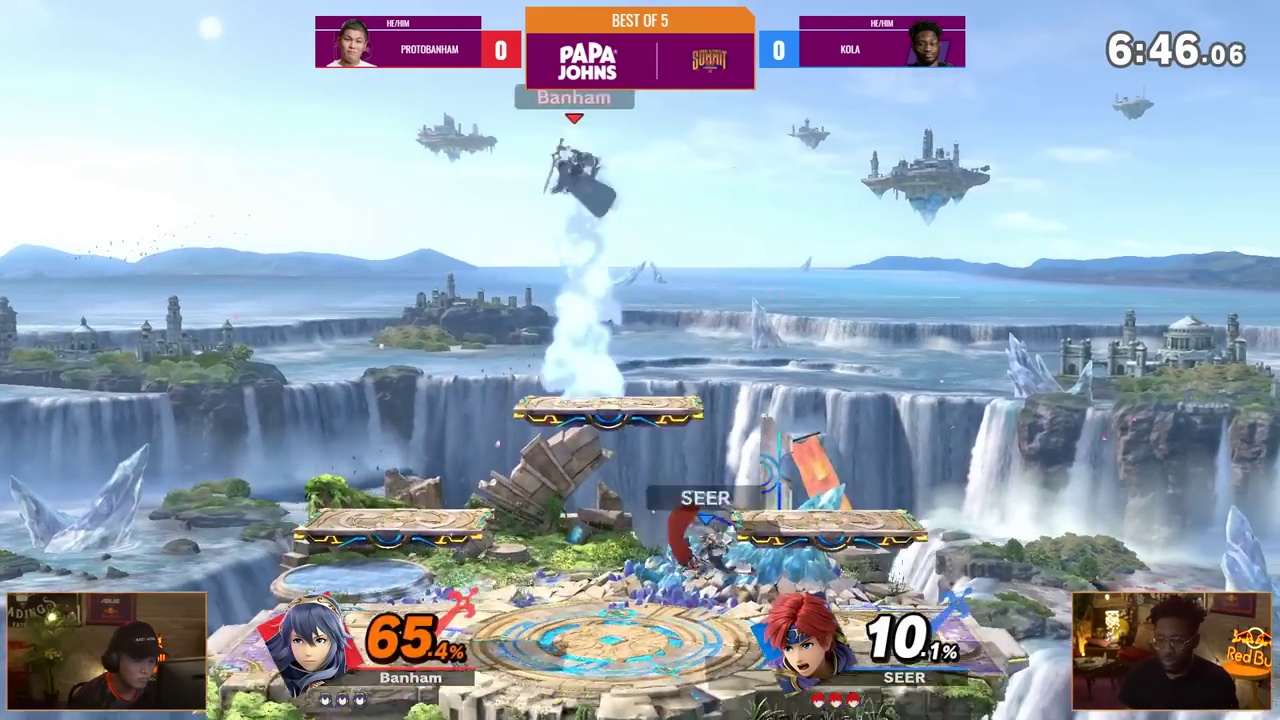 HE/HIM
PROTOBANHAM
0
BEST OF 5
PAPA JOHNS
SUMMIT
0
HE/HIM
KOLA
6:46.06
Banham
SEER
65.4%
Banham
10.1%
SEER
Red Bu